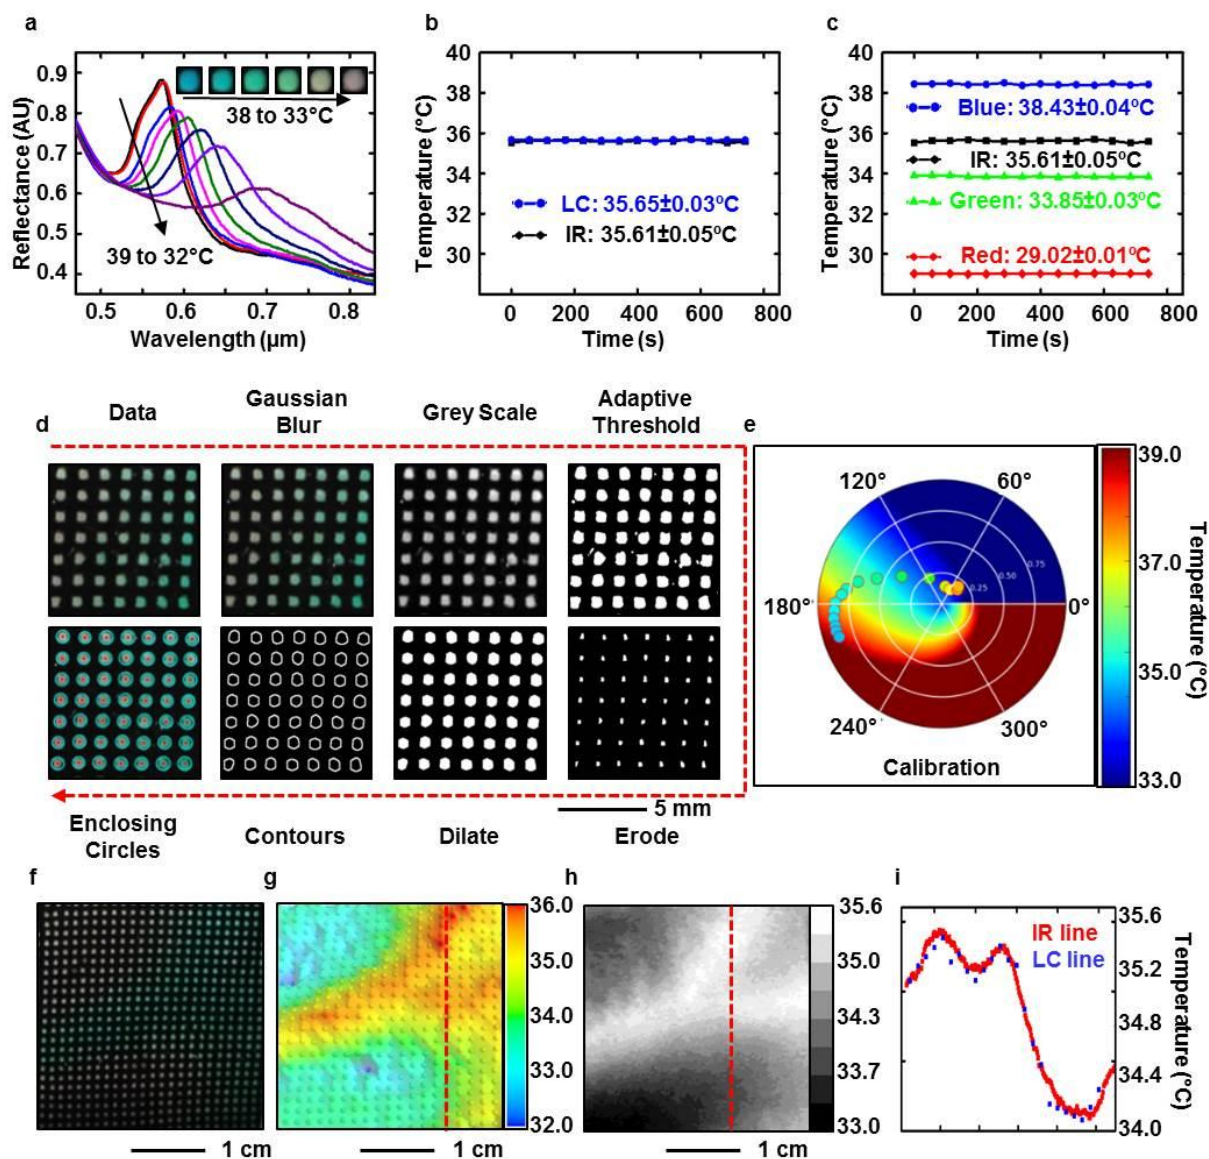 a
0.9
0.8
0.7
0.6
0.5
0.4
Reflectance (AU)
38 to 33°C
39 to 32°C
0.5
0.6
0.7
0.8
Wavelength (µm)
b
40
38
36
34
32
30
Temperature (°C)
LC: 35.65±0.03°C
IR: 35.61±0.05°C
0
200
400
600
800
Time (s)
c
40
38
36
34
32
30
Temperature (°C)
Blue: 38.43±0.04°C
IR: 35.61±0.05°C
Green: 33.85±0.03°C
Red: 29.02±0.01°C
0
200
400
600
800
Time (s)
d
Data
Gaussian
Blur
Grey Scale
Adaptive
Threshold
5 mm
Enclosing
Circles
Contours
Dilate
Erode
e
120°
60°
180°
0°
240°
300°
0.25
0.50
0.75
Calibration
39.0
37.0
35.0
33.0
Temperature (°C)
f
1 cm
g
36.0
35.0
34.0
33.0
32.0
1 cm
h
35.6
35.0
34.3
33.7
33.0
1 cm
i
IR line
LC line
35.6
35.2
34.8
34.4
34.0
Temperature (°C)